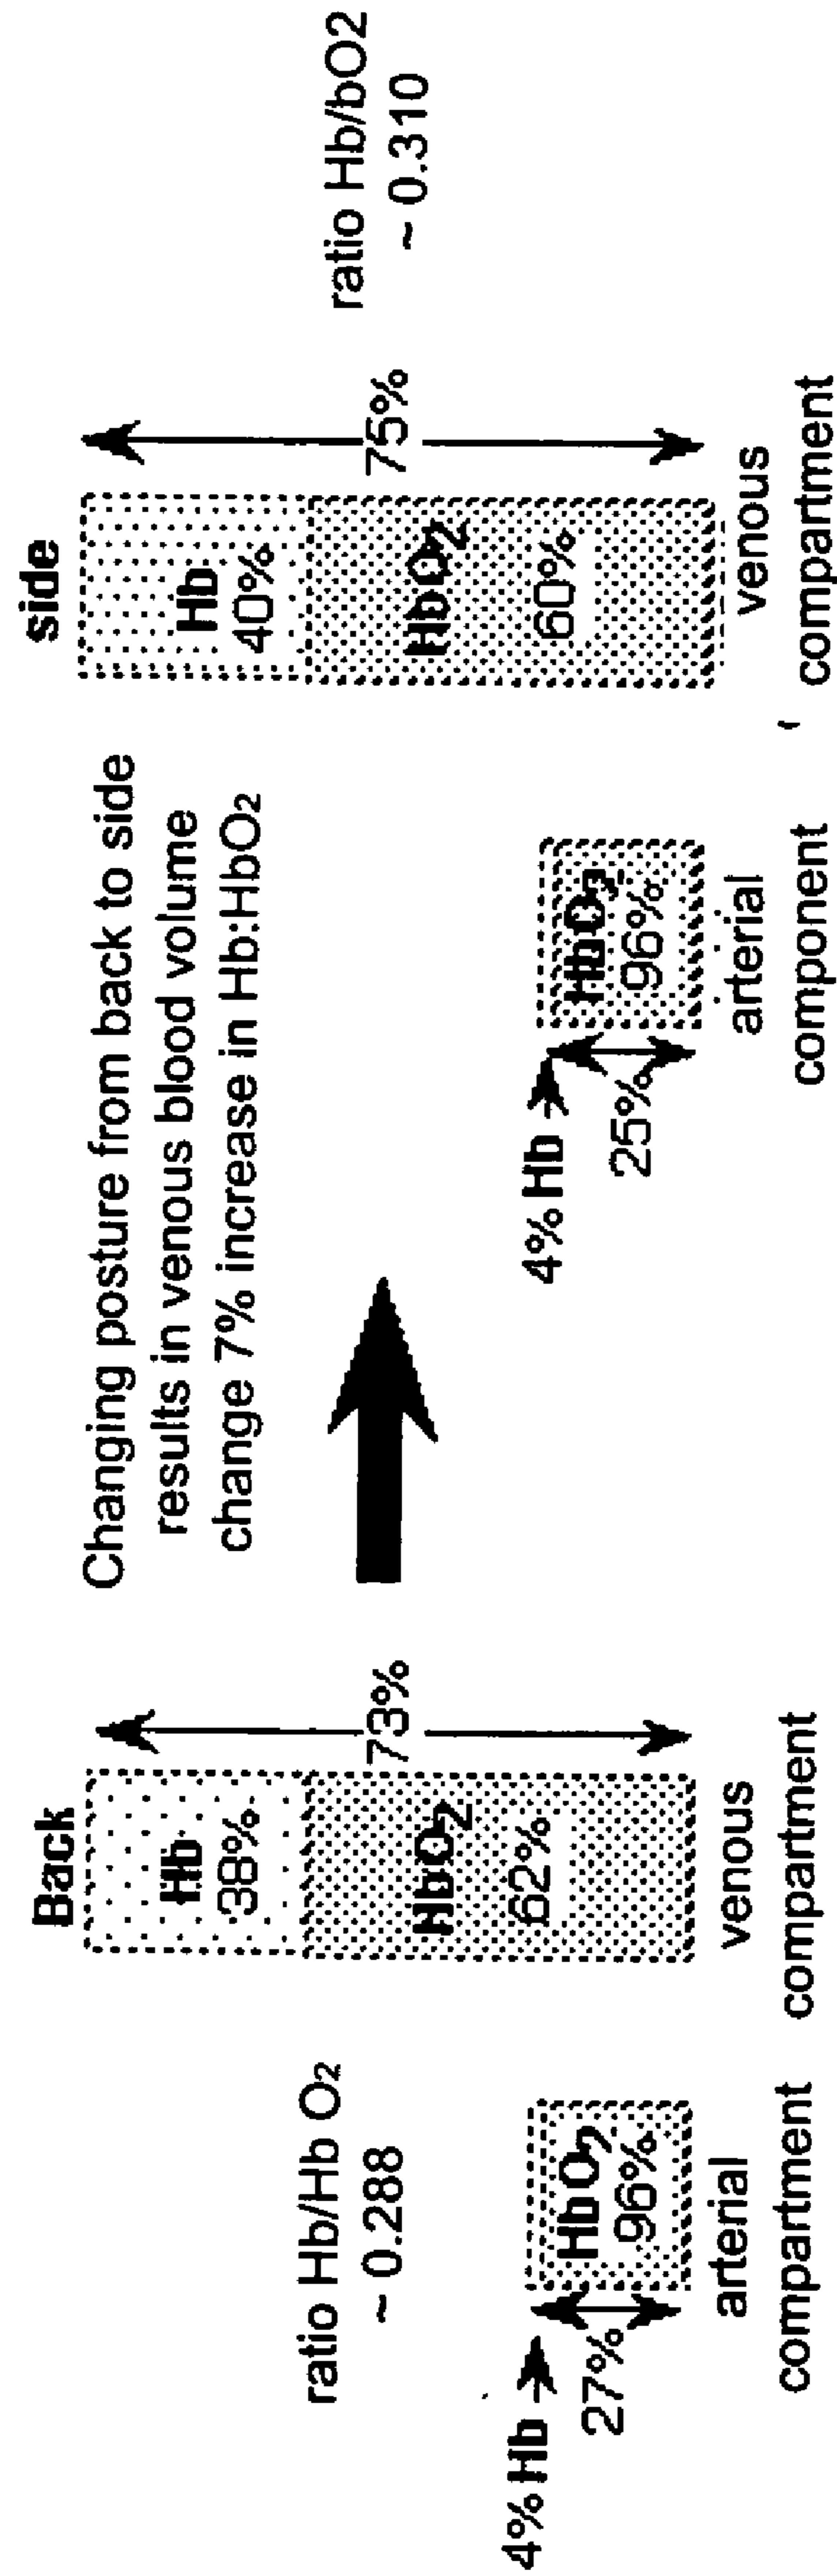 Back
ratio Hb/Hb O2
~ 0.288
4% Hb
27%
HbO2
96%
arterial
compartment
Hb
38%
HbO2
62%
73%
venous
compartment
Changing posture from back to side
results in venous blood volume
change 7% increase in Hb:HbO2
side
4% Hb
25%
HbO2
96%
arterial
component
Hb
40%
HbO2
60%
75%
venous
compartment
ratio Hb/bO2
~ 0.310